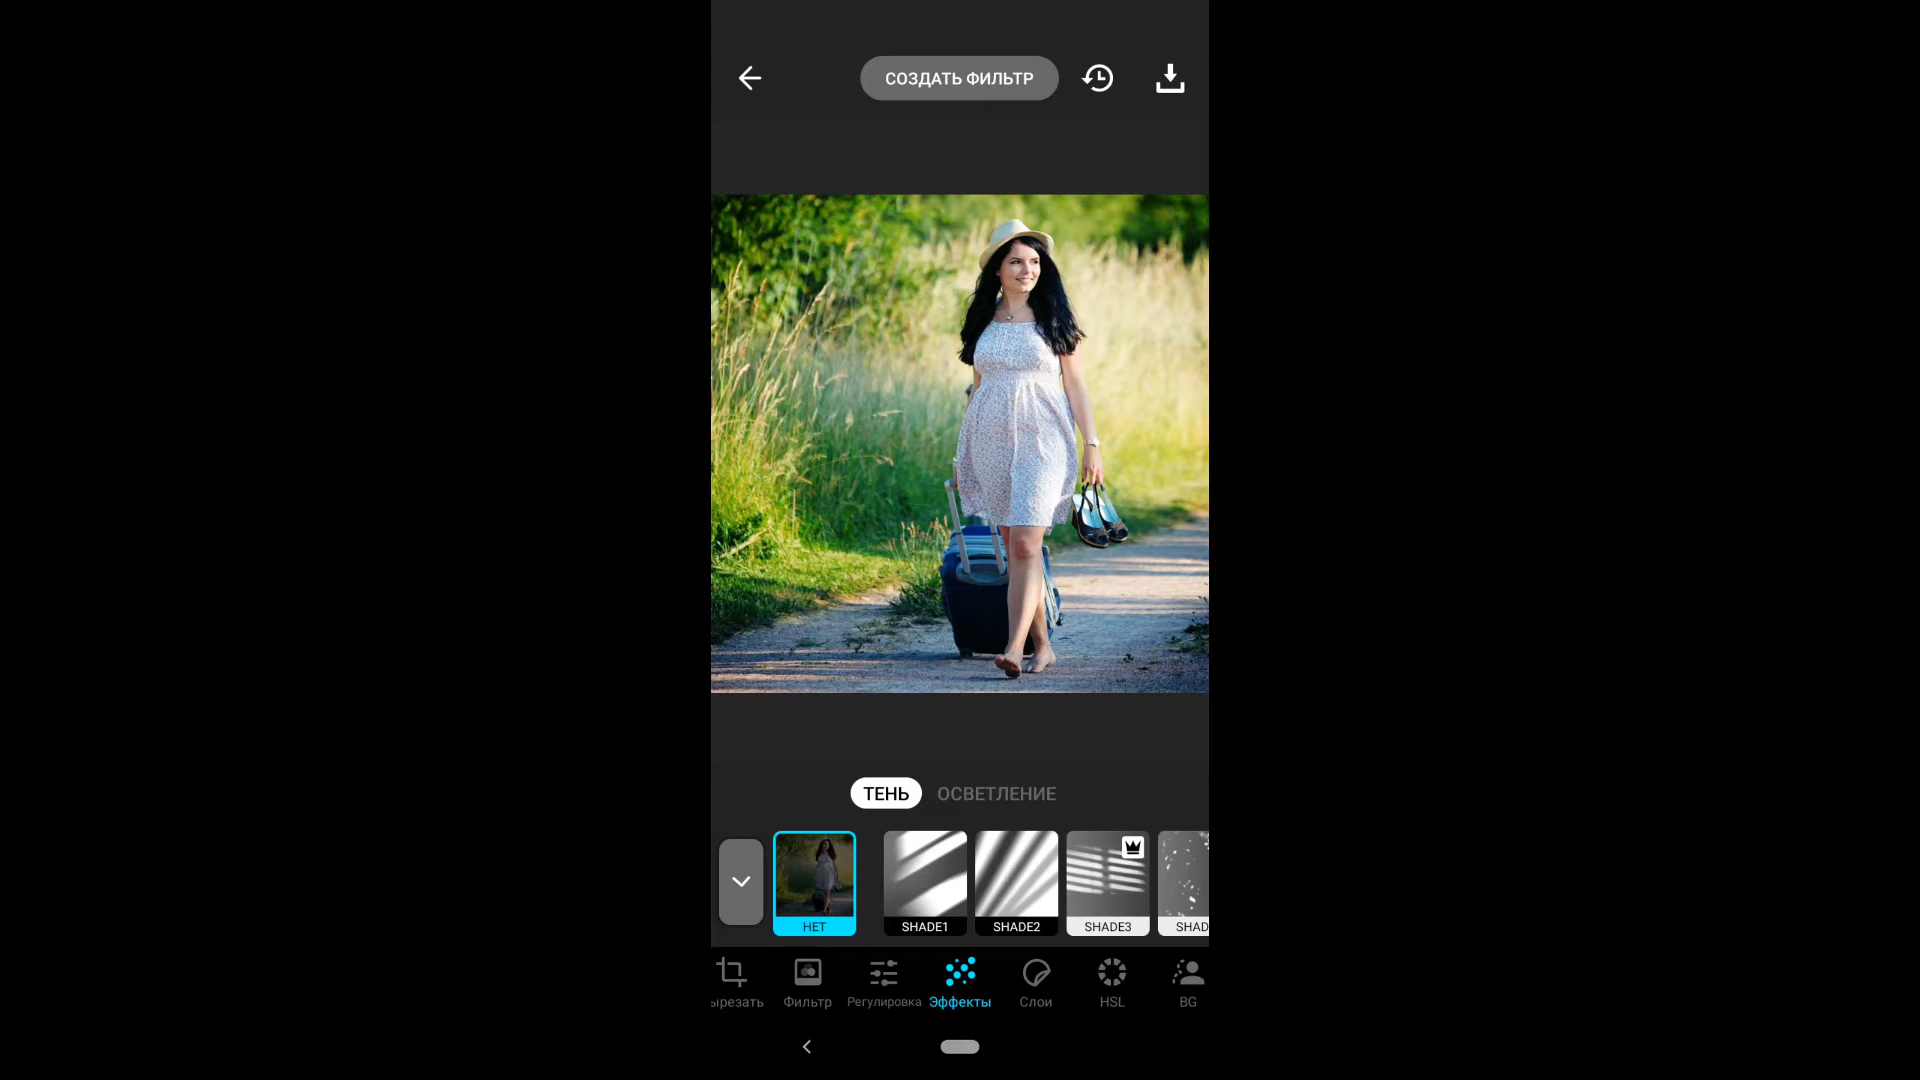 СОЗДАТЬ ФИЛЬТР
ТЕНЬ ОСВЕТЛЕНИЕ
НЕТ SHADE1 SHADE2 SHADE3 SHAD
ырезать Фильтр Регулировка Эффекты Слои HSL BG